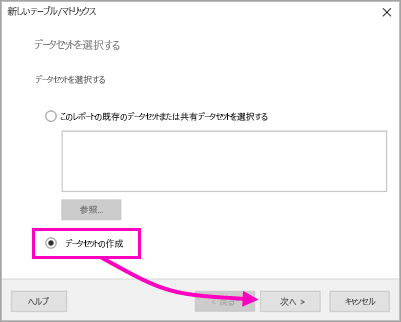 新しいテーブル/マトリックス
データセットを選択する
データセットを選択する
このレポートの既存のデータセットまたは共有データセットを選択する
参照...
データセットの作成
ヘルプ
< 戻る
次へ >
キャンセル